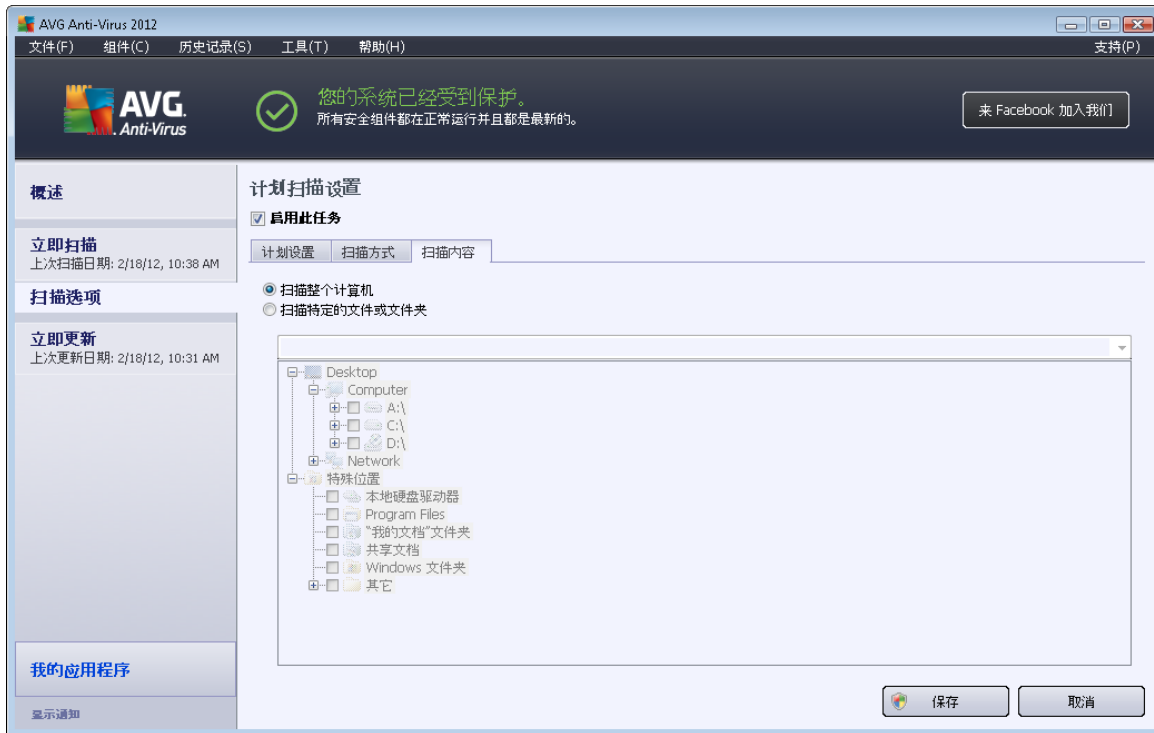 AVG Anti-Virus 2012
文件(F) 组件(C) 历史记录(S) 工具(T) 帮助(H) 支持(P)
AVG.
Anti-Virus
您的系统已经受到保护。
所有安全组件都在正常运行并且都是最新的。
来 Facebook 加入我们
概述
立即扫描
上次扫描日期: 2/18/12, 10:38 AM
扫描选项
立即更新
上次更新日期: 2/18/12, 10:31 AM
我的应用程序
显示通知
计划扫描设置
启用此任务
计划设置 扫描方式 扫描内容
扫描整个计算机
扫描特定的文件或文件夹
Desktop
Computer
A:\
C:\
D:\
Network
特殊位置
本地硬盘驱动器
Program Files
“我的文档”文件夹
共享文档
Windows 文件夹
其它
保存 取消